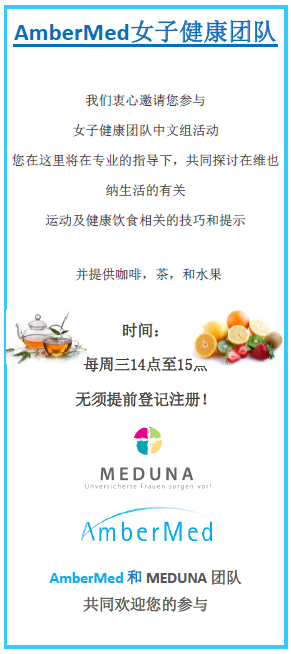 AmberMed女子健康团队
我们衷心邀请您参与
女子健康团队中文组活动
您在这里将在专业的指导下，共同探讨在维也
纳生活的有关
运动及健康饮食相关的技巧和提示
并提供咖啡，茶，和水果
时间：
每周三14点至15点
无须提前登记注册！
MEDUNA
Unversicherte Frauen sorgen vor!
AmberMed
AmberMed 和 MEDUNA 团队
共同欢迎您的参与